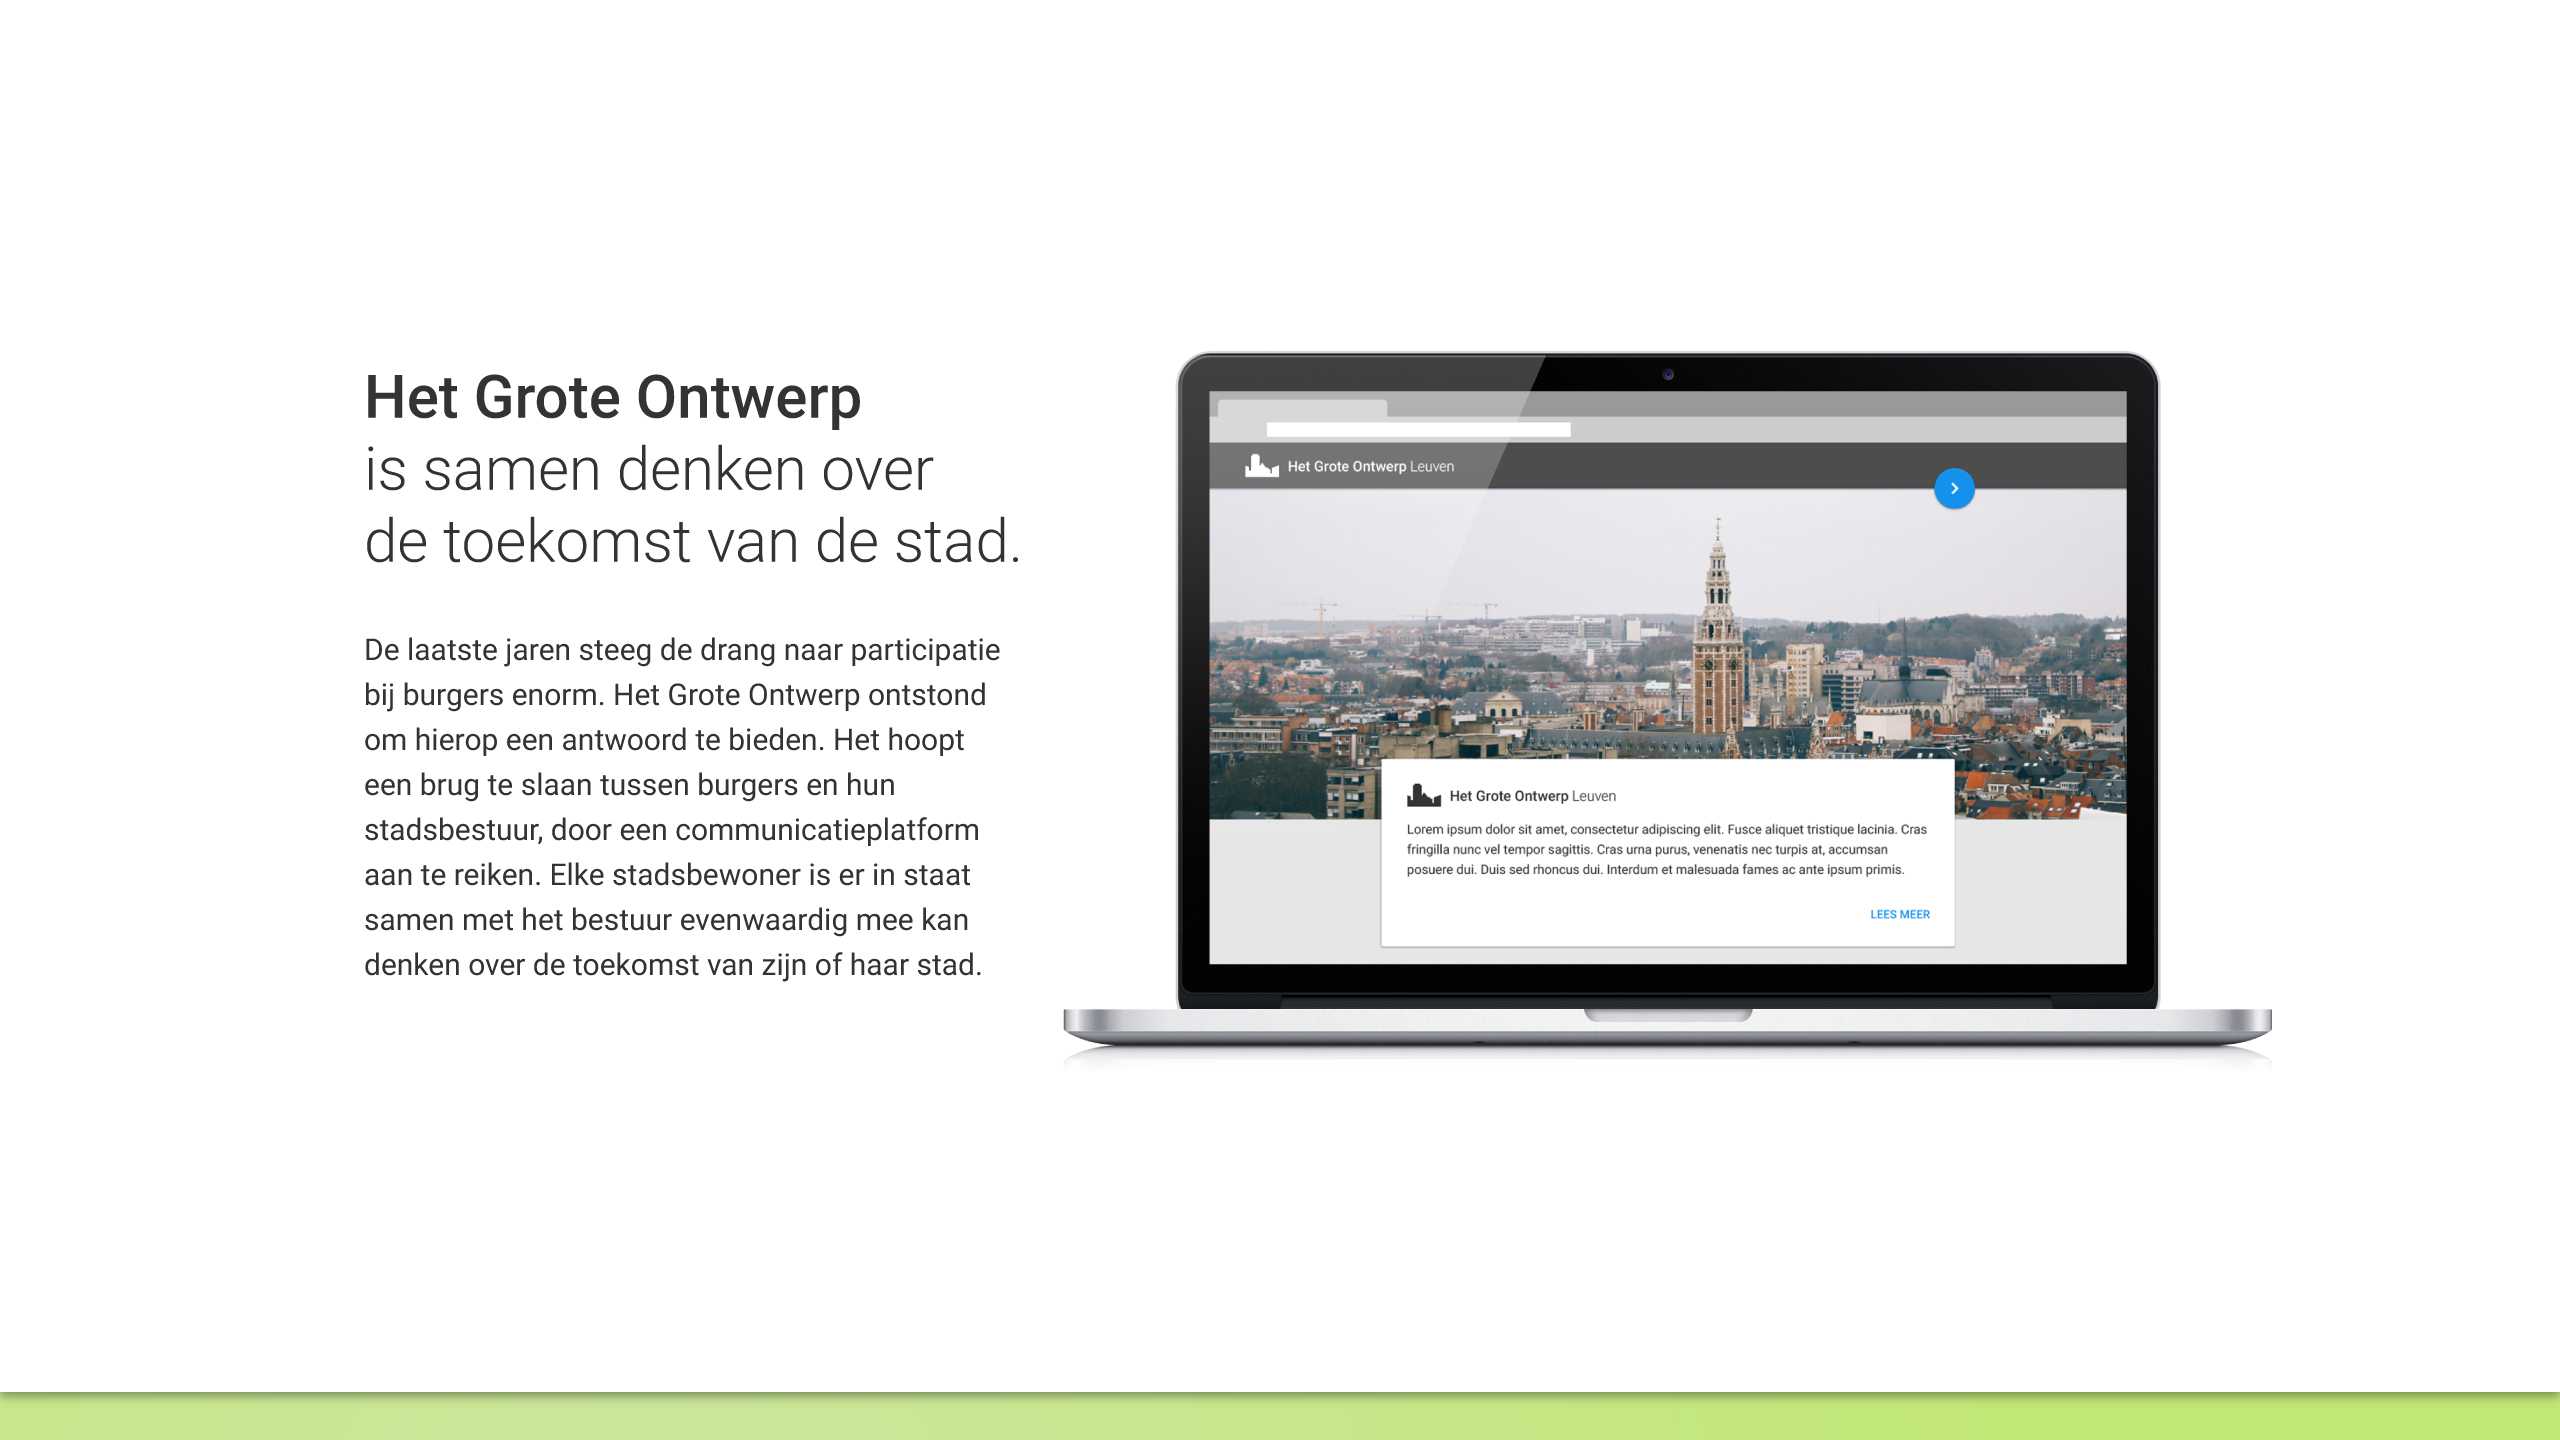 Het Grote Ontwerp
is samen denken over
de toekomst van de stad.
De laatste jaren steeg de drang naar participatie
bij burgers enorm. Het Grote Ontwerp ontstond
om hierop een antwoord te bieden. Het hoopt
een brug te slaan tussen burgers en hun
stadsbestuur, door een communicatieplatform
aan te reiken. Elke stadsbewoner is er in staat
samen met het bestuur evenwaardig mee kan
denken over de toekomst van zijn of haar stad.
Het Grote Ontwerp Leuven
Het Grote Ontwerp Leuven
Lorem ipsum dolor sit amet, consectetur adipiscing elit. Fusce aliquet tristique lacinia. Cras
fringilla nunc vel tempor sagittis. Cras urna purus, venenatis nec turpis at, accumsan
posuere dui. Duis sed rhoncus dui. Interdum et malesuada fames ac ante ipsum primis.
LEES MEER